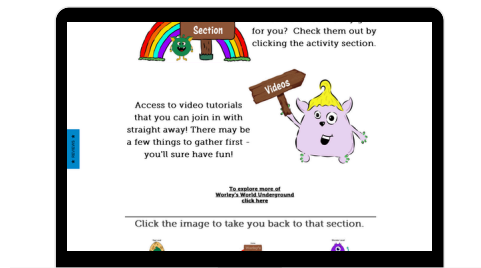 Section
for you? Check them out by
clicking the activity section.
Videos
Access to video tutorials
that you can join in with
straight away! There may be
a few things to gather first -
you'll sure have fun!
To explore more of
Worley's World Underground
click here
Click the image to take you back to that section.